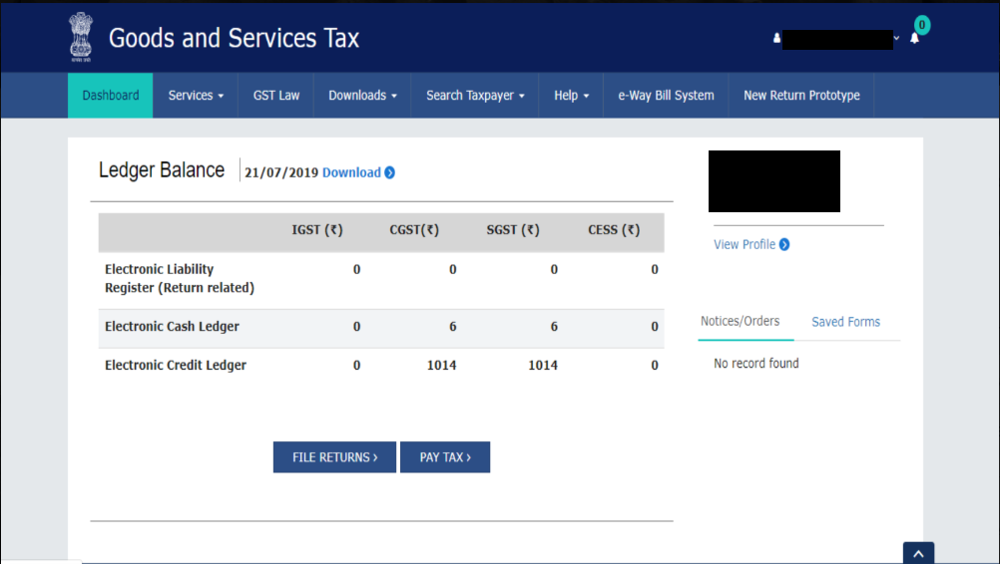 Goods and Services Tax
0
Dashboard Services GST Law Downloads Search Taxpayer Help e-Way Bill System New Return Prototype
Ledger Balance 21/07/2019 Download
IGST (₹) CGST(₹) SGST (₹) CESS (₹)
Electronic Liability
Register (Return related) 0 0 0 0
Electronic Cash Ledger 0 6 6 0
Electronic Credit Ledger 0 1014 1014 0
FILE RETURNS > PAY TAX >
View Profile
Notices/Orders Saved Forms
No record found